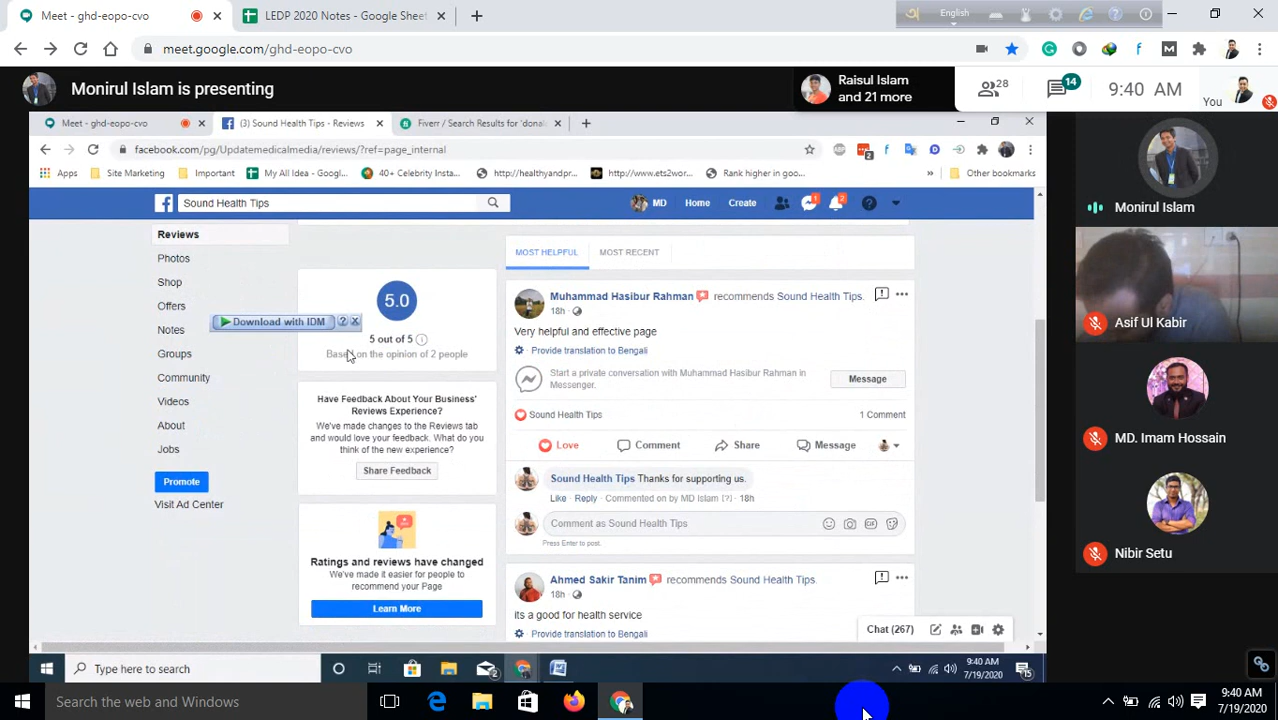 Meet - ghd-eopo-cvo
LEDP 2020 Notes - Google Sheet
English
meet.google.com/ghd-eopo-cvo
Monirul Islam is presenting
Raisul Islam
and 21 more
28
14
9:40 AM
You
Meet - ghd-eopo-cvo
(3) Sound Health Tips - Reviews
Fiverr / Search Results for 'dona
facebook.com/pg/Updatemedicalmedia/reviews/?ref=page_internal
Apps
Site Marketing
Important
My All Idea - Goog...
40+ Celebrity Insta...
http://healthyandpr...
http://www.ets2wor...
Rank higher in goo...
Other bookmarks
Sound Health Tips
MD
Home
Create
1
2
Reviews
Photos
Shop
Offers
Notes
Groups
Community
Videos
About
Jobs
Promote
Visit Ad Center
Download with IDM
5.0
5 out of 5
Based on the opinion of 2 people
Have Feedback About Your Business'
Reviews Experience?
We've made changes to the Reviews tab
and would love your feedback. What do you
think of the new experience?
Share Feedback
Ratings and reviews have changed
We've made it easier for people to
recommend your Page
Learn More
MOST HELPFUL
MOST RECENT
Muhammad Hasibur Rahman recommends Sound Health Tips.
18h
Very helpful and effective page
Provide translation to Bengali
Start a private conversation with Muhammad Hasibur Rahman in
Messenger.
Message
Sound Health Tips
1 Comment
Love
Comment
Share
Message
Sound Health Tips Thanks for supporting us.
Like · Reply · Commented on by MD Islam [?] · 18h
Comment as Sound Health Tips
GIF
Press Enter to post.
Ahmed Sakir Tanim recommends Sound Health Tips.
18h
its a good for health service
Provide translation to Bengali
Chat (267)
Type here to search
2
9:40 AM
7/19/2020
15
Monirul Islam
Asif Ul Kabir
MD. Imam Hossain
Nibir Setu
Search the web and Windows
9:40 AM
7/19/2020